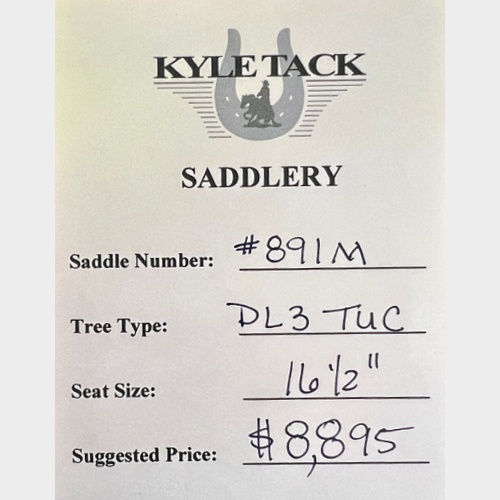 KYLE TACK
SADDLERY
Saddle Number: #891M
Tree Type: DL3 TUC
Seat Size: 16 1/2"
Suggested Price: $8,895